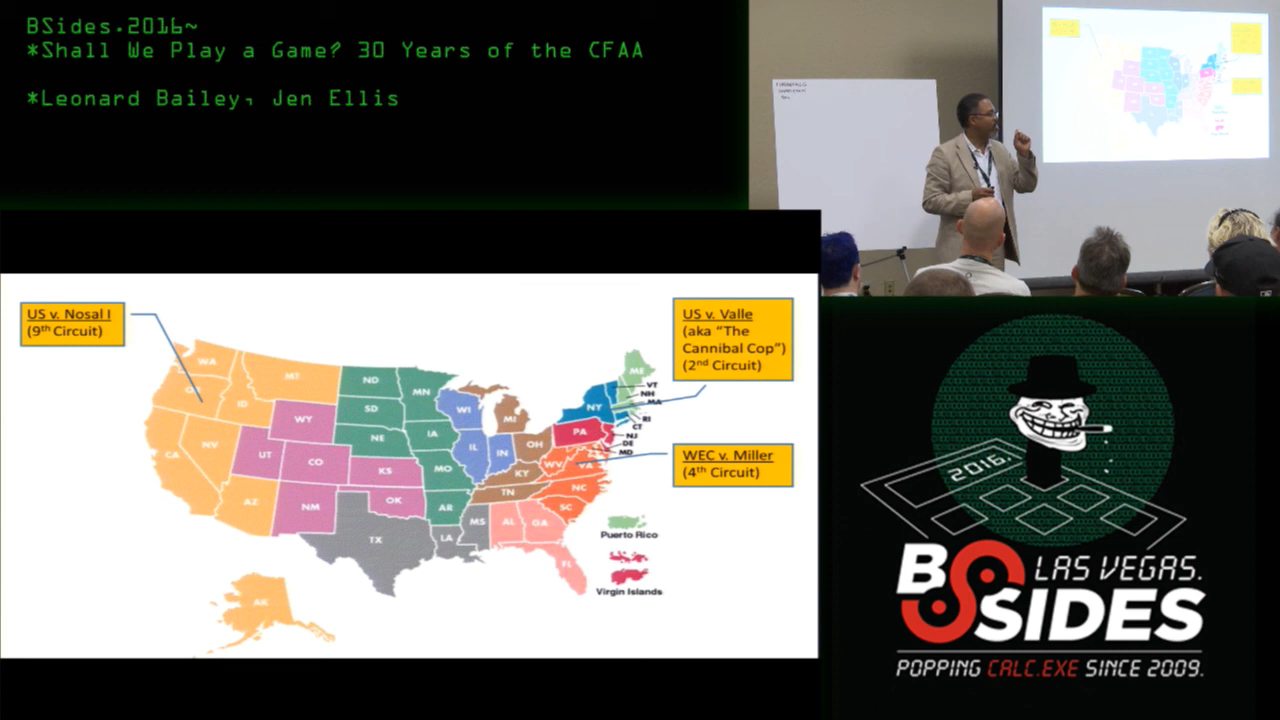 BSides.2016~
*Shall We Play a Game? 30 Years of the CFAA
*Leonard Bailey, Jen Ellis
US v. Nosal I
(9th Circuit)
US v. Valle
(aka “The
Cannibal Cop”)
(2nd Circuit)
WEC v. Miller
(4th Circuit)
WA
MT
ID
WY
NV
CA
UT
CO
AZ
NM
ND
SD
NE
KS
OK
TX
MN
IA
MO
AR
LA
WI
IL
IN
MI
OH
KY
TN
MS
AL
GA
FL
SC
NC
VA
WV
PA
NY
ME
VT
NH
MA
RI
CT
NJ
DE
MD
AK
Puerto Rico
Virgin Islands
2016.
BSIDES
LAS VEGAS.
POPPING CALC.EXE SINCE 2009.